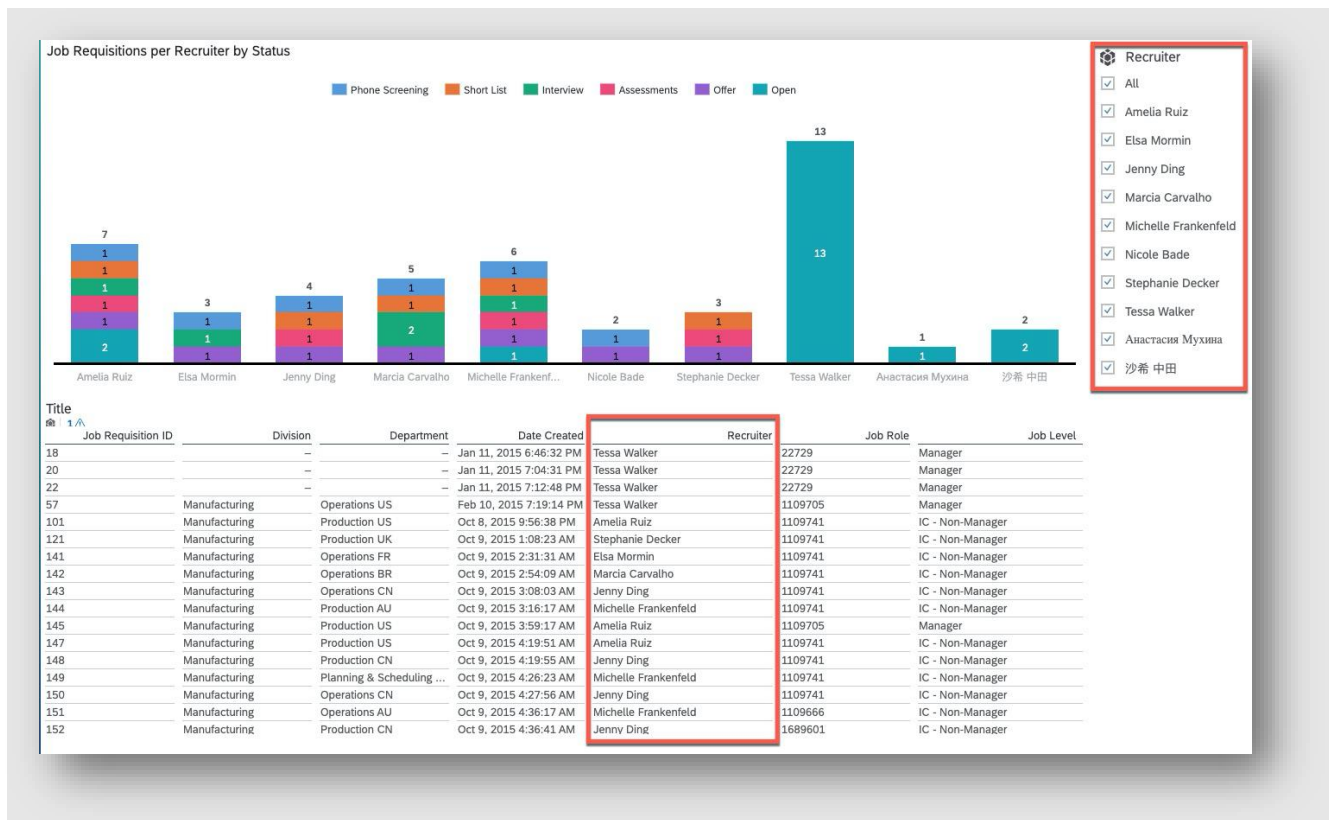 Job Requisitions per Recruiter by Status
Phone Screening Short List Interview Assessments Offer Open
7
1
1
1
1
1
2
3
1
1
1
4
1
1
1
1
5
1
1
2
1
6
1
1
1
1
1
1
2
1
1
3
1
1
1
13
13
1
1
2
2
Amelia Ruiz Elsa Mormin Jenny Ding Marcia Carvalho Michelle Frankenf... Nicole Bade Stephanie Decker Tessa Walker Анастасия Мухина 沙希 中田
Recruiter
All
Amelia Ruiz
Elsa Mormin
Jenny Ding
Marcia Carvalho
Michelle Frankenfeld
Nicole Bade
Stephanie Decker
Tessa Walker
Анастасия Мухина
沙希 中田
Title
1
Job Requisition ID Division Department Date Created Recruiter Job Role Job Level
18 – – Jan 11, 2015 6:46:32 PM Tessa Walker 22729 Manager
20 – – Jan 11, 2015 7:04:31 PM Tessa Walker 22729 Manager
22 – – Jan 11, 2015 7:12:48 PM Tessa Walker 22729 Manager
57 Manufacturing Operations US Feb 10, 2015 7:19:14 PM Tessa Walker 1109705 Manager
101 Manufacturing Production US Oct 8, 2015 9:56:38 PM Amelia Ruiz 1109741 IC - Non-Manager
121 Manufacturing Production UK Oct 9, 2015 1:08:23 AM Stephanie Decker 1109741 IC - Non-Manager
141 Manufacturing Operations FR Oct 9, 2015 2:31:31 AM Elsa Mormin 1109741 IC - Non-Manager
142 Manufacturing Operations BR Oct 9, 2015 2:54:09 AM Marcia Carvalho 1109741 IC - Non-Manager
143 Manufacturing Operations CN Oct 9, 2015 3:08:03 AM Jenny Ding 1109741 IC - Non-Manager
144 Manufacturing Production AU Oct 9, 2015 3:16:17 AM Michelle Frankenfeld 1109741 IC - Non-Manager
145 Manufacturing Production US Oct 9, 2015 3:59:17 AM Amelia Ruiz 1109705 Manager
147 Manufacturing Production US Oct 9, 2015 4:19:51 AM Amelia Ruiz 1109741 IC - Non-Manager
148 Manufacturing Production CN Oct 9, 2015 4:19:55 AM Jenny Ding 1109741 IC - Non-Manager
149 Manufacturing Planning & Scheduling ... Oct 9, 2015 4:26:23 AM Michelle Frankenfeld 1109741 IC - Non-Manager
150 Manufacturing Operations CN Oct 9, 2015 4:27:56 AM Jenny Ding 1109741 IC - Non-Manager
151 Manufacturing Operations AU Oct 9, 2015 4:36:17 AM Michelle Frankenfeld 1109666 IC - Non-Manager
152 Manufacturing Production CN Oct 9, 2015 4:36:41 AM Jenny Ding 1689601 IC - Non-Manager